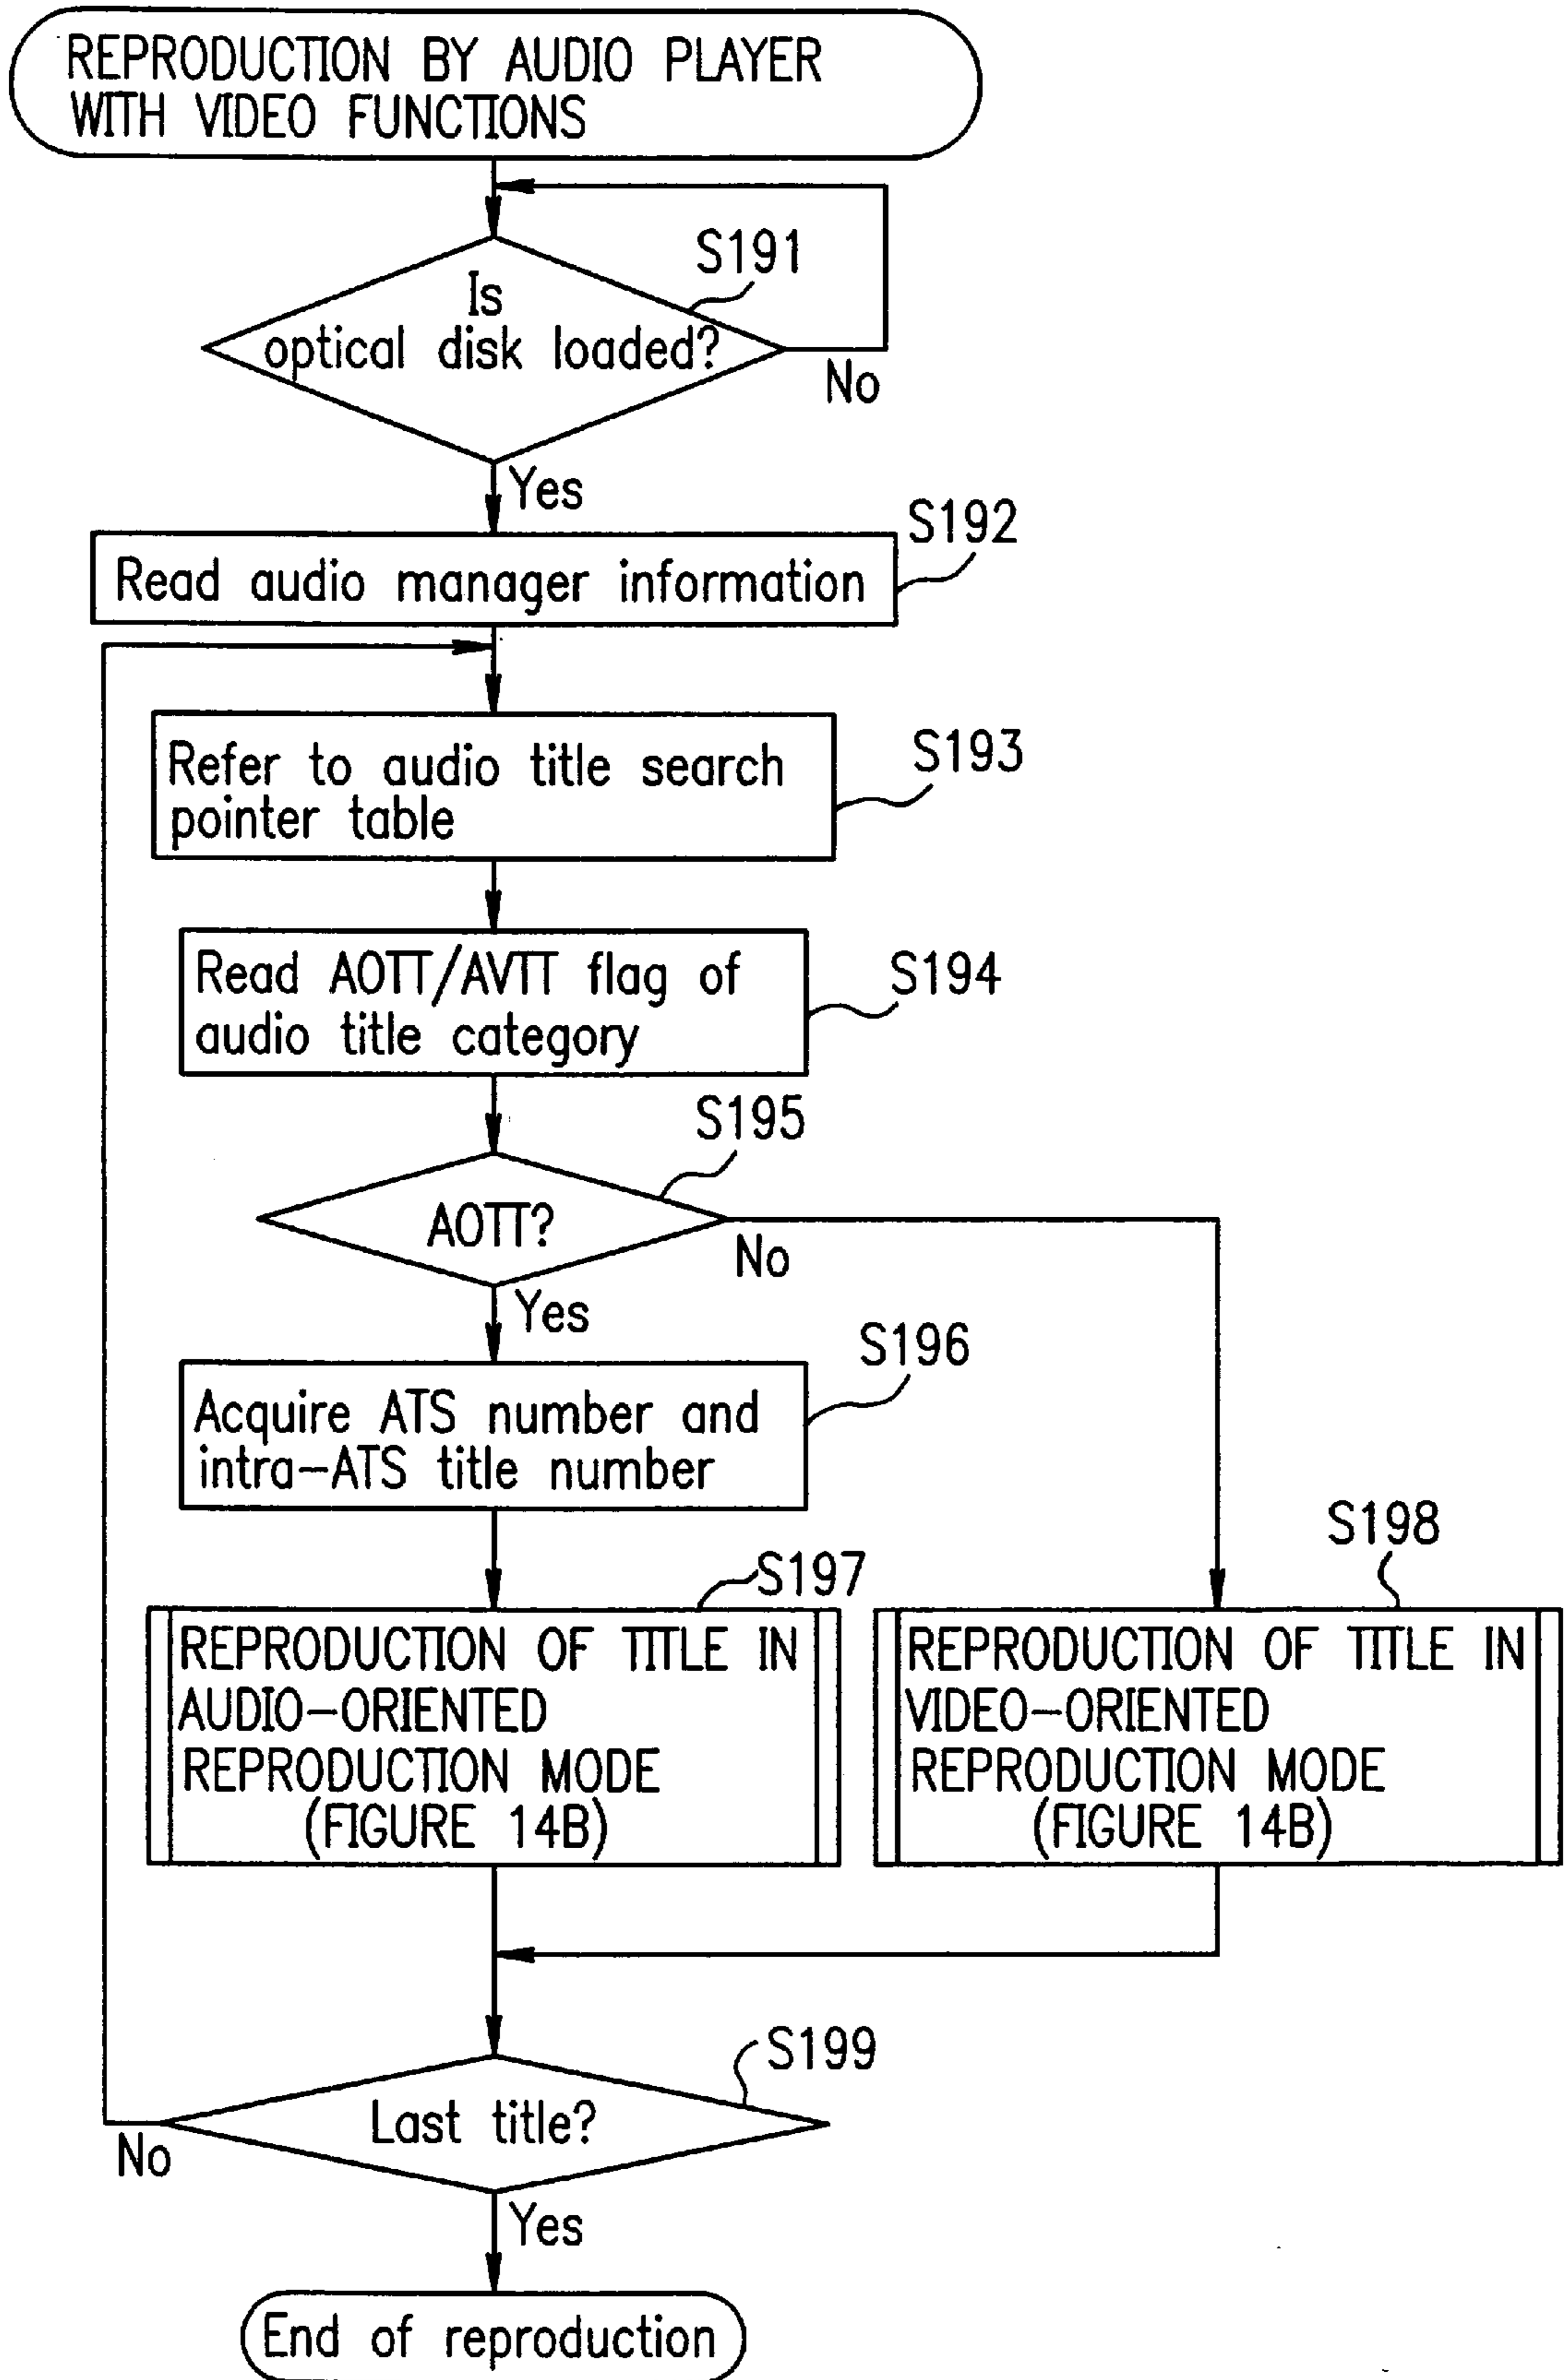 REPRODUCTION BY AUDIO PLAYER
WITH VIDEO FUNCTIONS
S191
Is
optical disk loaded?
No
Yes
S192
Read audio manager information
S193
Refer to audio title search
pointer table
S194
Read AOTT/AVTT flag of
audio title category
S195
AOTT?
No
Yes
S196
Acquire ATS number and
intra-ATS title number
S197
REPRODUCTION OF TITLE IN
AUDIO-ORIENTED
REPRODUCTION MODE
(FIGURE 14B)
S198
REPRODUCTION OF TITLE IN
VIDEO-ORIENTED
REPRODUCTION MODE
(FIGURE 14B)
S199
Last title?
No
Yes
End of reproduction